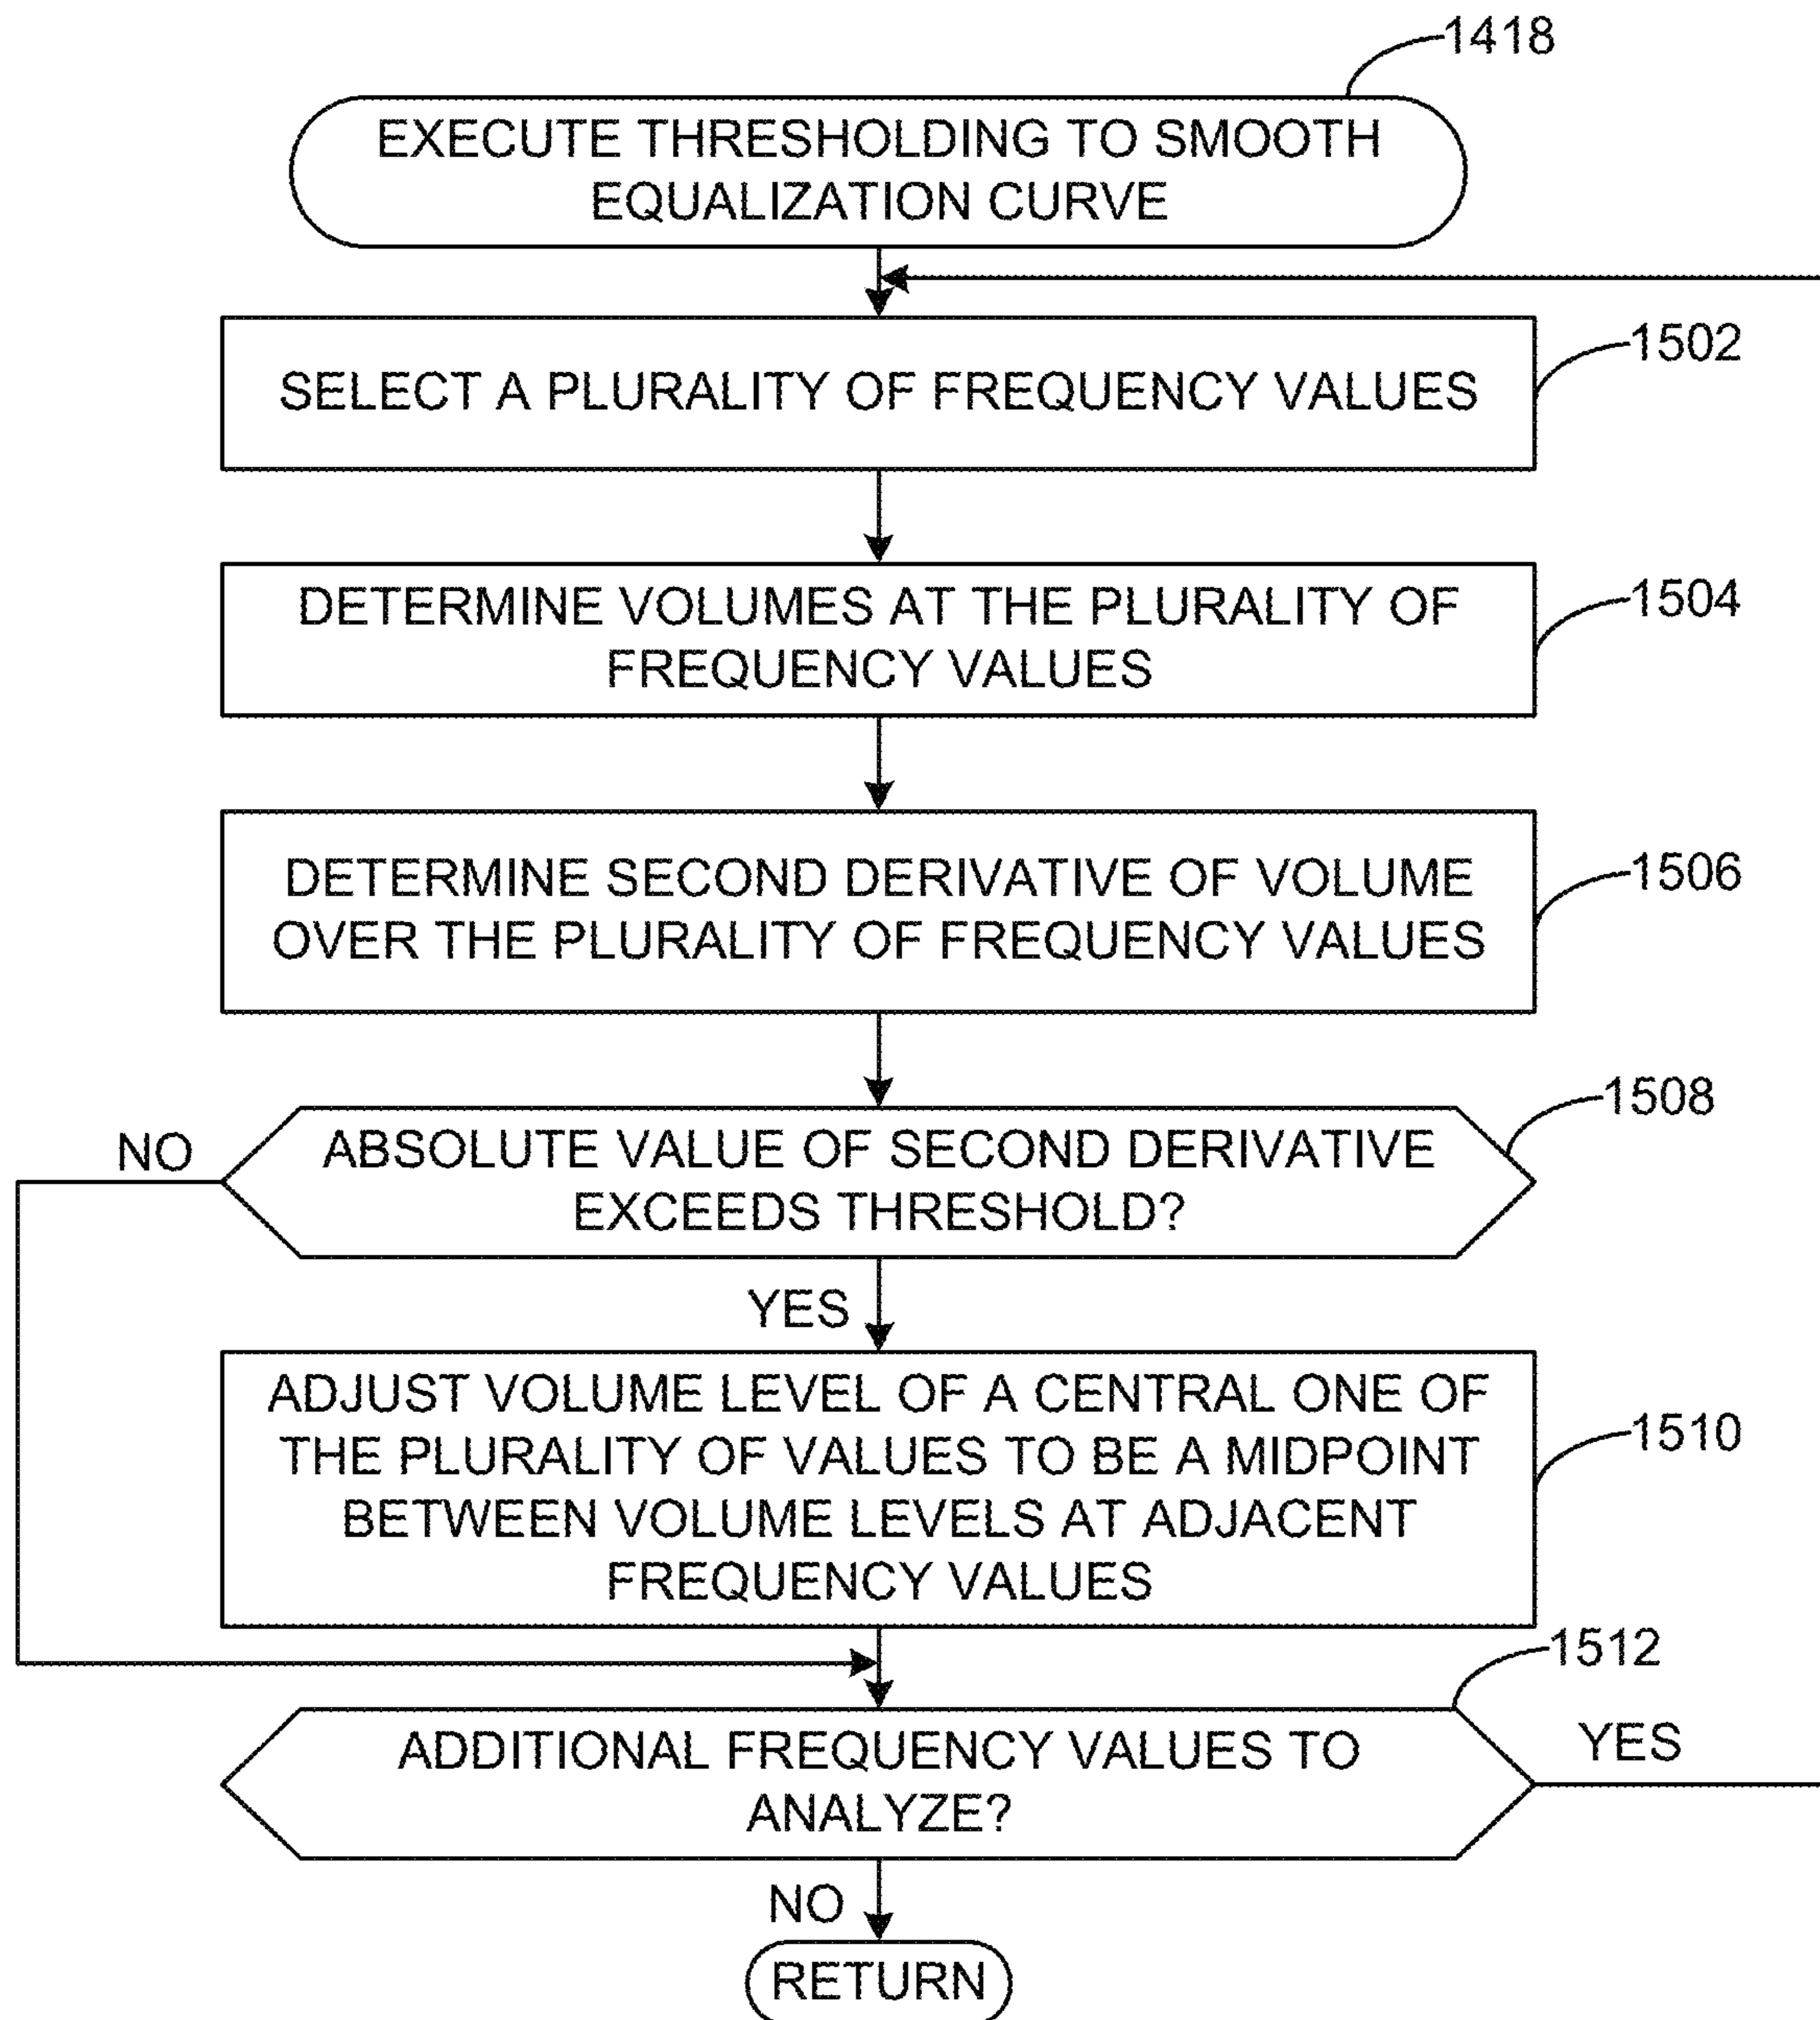 1418
EXECUTE THRESHOLDING TO SMOOTH
EQUALIZATION CURVE
1502
SELECT A PLURALITY OF FREQUENCY VALUES
1504
DETERMINE VOLUMES AT THE PLURALITY OF
FREQUENCY VALUES
1506
DETERMINE SECOND DERIVATIVE OF VOLUME
OVER THE PLURALITY OF FREQUENCY VALUES
1508
NO
ABSOLUTE VALUE OF SECOND DERIVATIVE
EXCEEDS THRESHOLD?
YES
ADJUST VOLUME LEVEL OF A CENTRAL ONE OF
THE PLURALITY OF VALUES TO BE A MIDPOINT
BETWEEN VOLUME LEVELS AT ADJACENT
FREQUENCY VALUES
1510
1512
ADDITIONAL FREQUENCY VALUES TO
ANALYZE?
YES
NO
RETURN